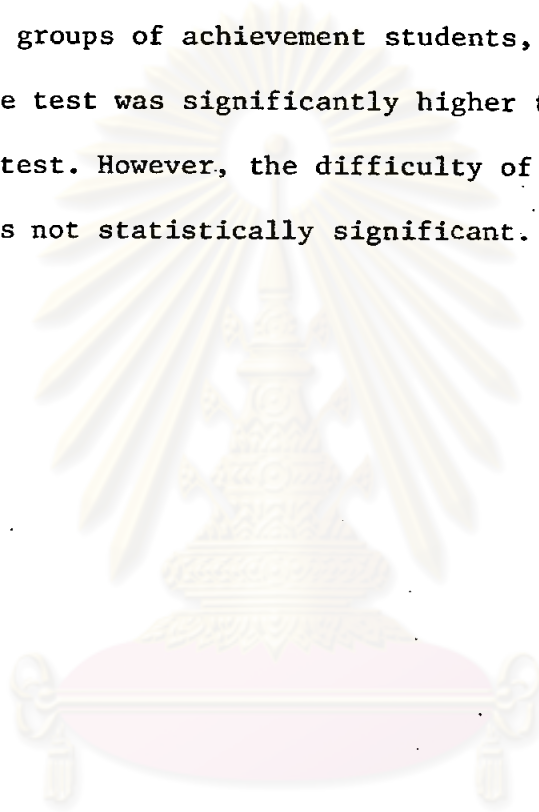 groups of achievement students,
e test was significantly higher
test. However, the difficulty of
s not statistically significant.